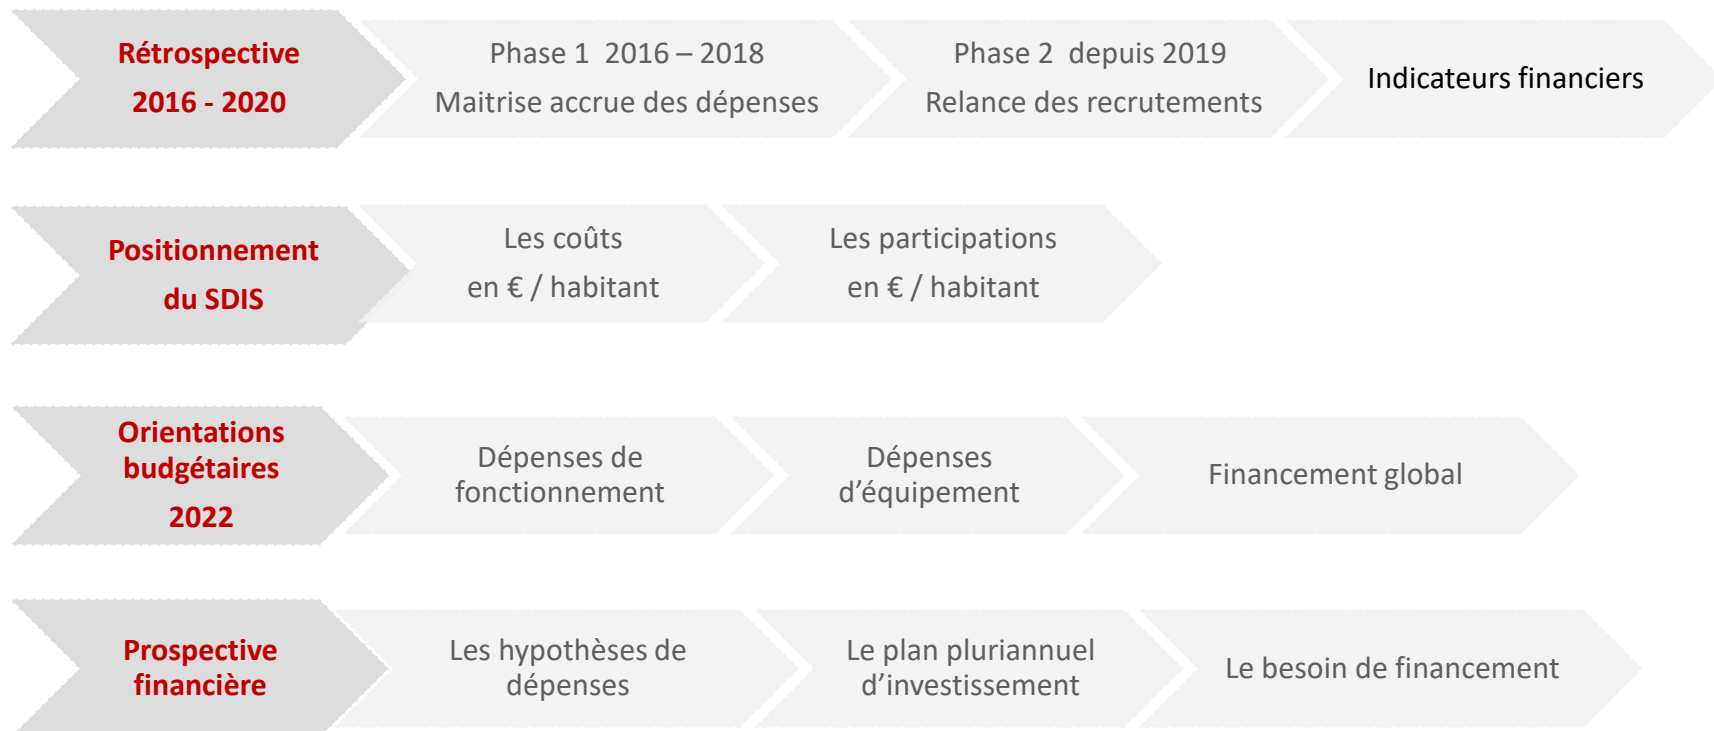 Rétrospective
2016 - 2020
Phase 1 2016 – 2018
Maitrise accrue des dépenses
Phase 2 depuis 2019
Relance des recrutements
Indicateurs financiers
Positionnement
du SDIS
Les coûts
en € / habitant
Les participations
en € / habitant
Orientations
budgétaires
2022
Dépenses de
fonctionnement
Dépenses
d’équipement
Financement global
Prospective
financière
Les hypothèses de
dépenses
Le plan pluriannuel
d’investissement
Le besoin de financement